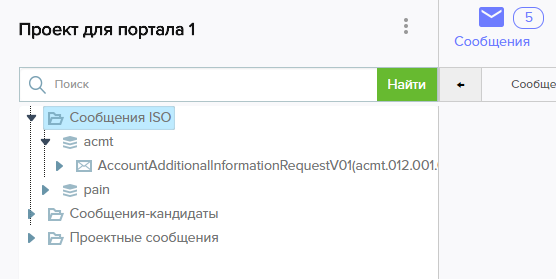 Проект для портала 1
5
Сообщения
Поиск
Найти
Сообще
Сообщения ISO
acmt
AccountAdditionalInformationRequestV01(acmt.012.001.
pain
Сообщения-кандидаты
Проектные сообщения